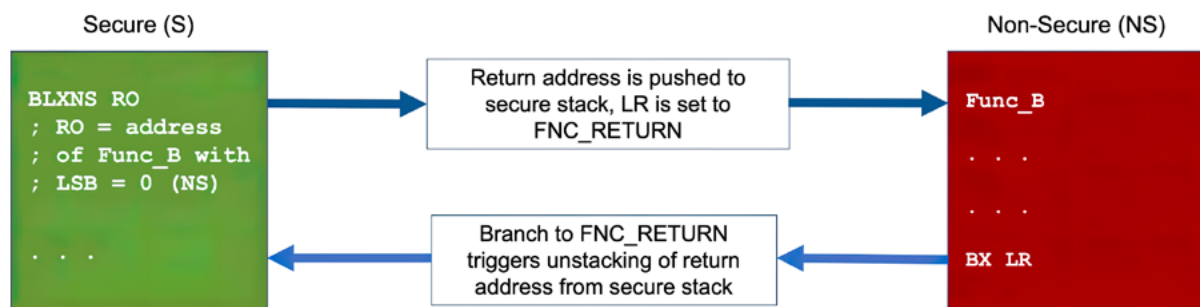 Secure (S)
Non-Secure (NS)
BLXNS RO
; RO = address
; of Func_B with
; LSB = 0 (NS)
. . .
Return address is pushed to
secure stack, LR is set to
FNC_RETURN
Func_B
. . .
. . .
BX LR
Branch to FNC_RETURN
triggers unstacking of return
address from secure stack